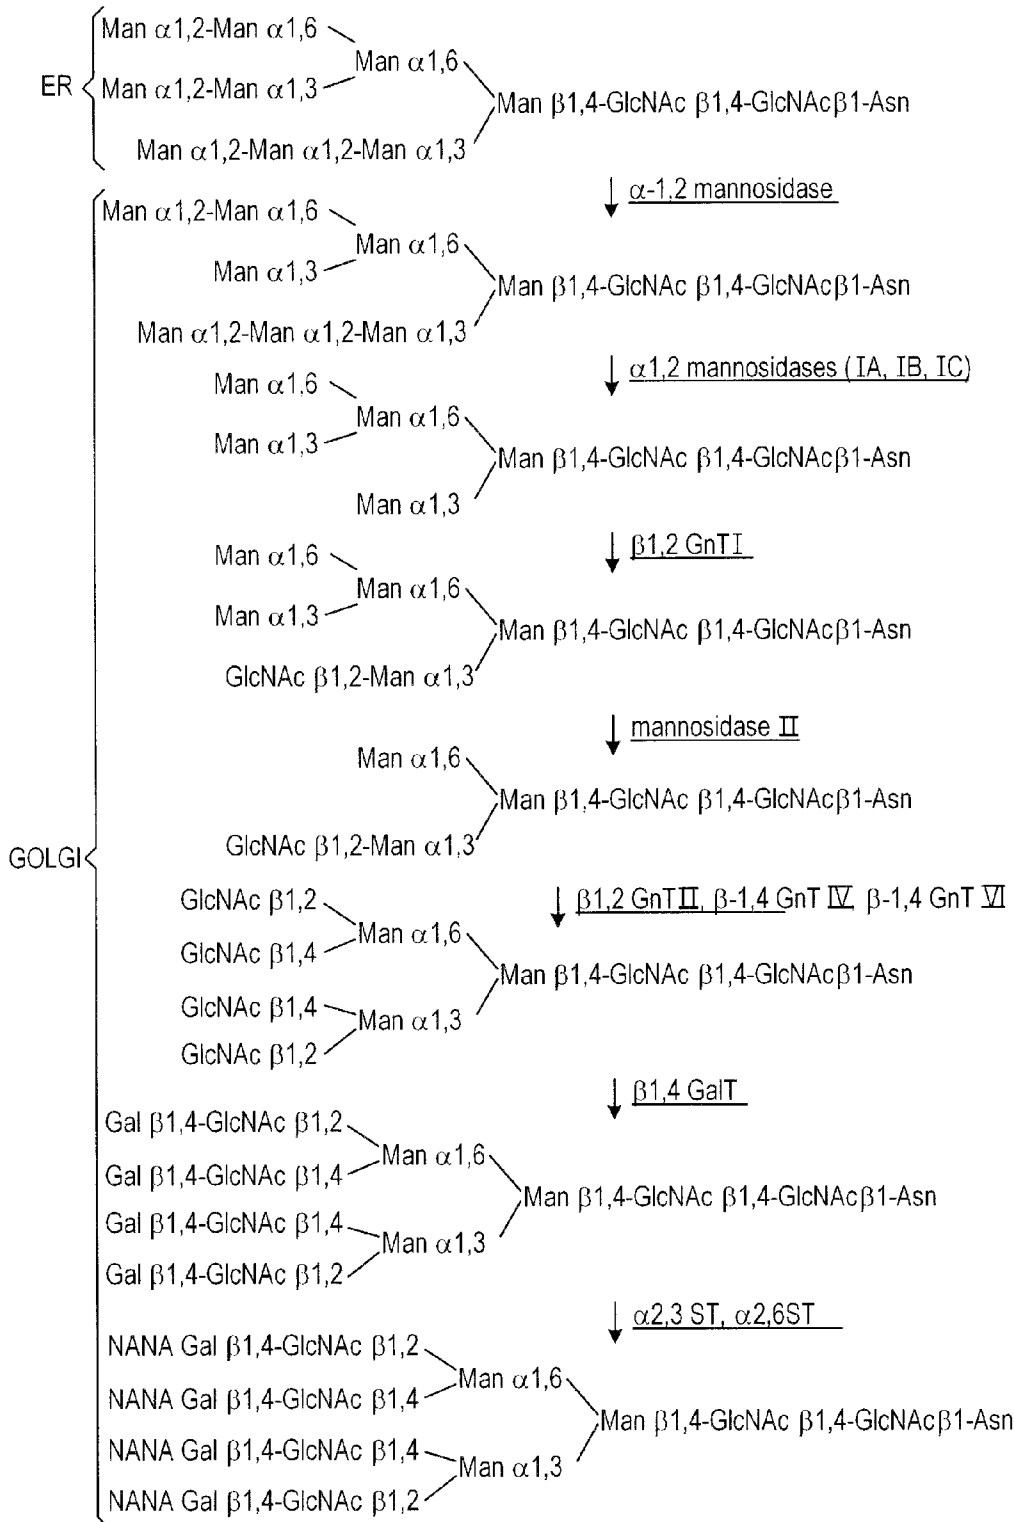 Man α1,2-Man α1,6
Man α1,6
ER
Man α1,2-Man α1,3
Man β1,4-GlcNAc β1,4-GlcNAcβ1-Asn
Man α1,2-Man α1,2-Man α1,3
α-1,2 mannosidase
Man α1,2-Man α1,6
Man α1,6
Man α1,3
Man β1,4-GlcNAc β1,4-GlcNAcβ1-Asn
Man α1,2-Man α1,2-Man α1,3
α1,2 mannosidases (IA, IB, IC)
Man α1,6
Man α1,6
Man α1,3
Man β1,4-GlcNAc β1,4-GlcNAcβ1-Asn
Man α1,3
β1,2 GnTI
Man α1,6
Man α1,6
Man α1,3
Man β1,4-GlcNAc β1,4-GlcNAcβ1-Asn
GlcNAc β1,2-Man α1,3
mannosidase II
Man α1,6
Man β1,4-GlcNAc β1,4-GlcNAcβ1-Asn
GlcNAc β1,2-Man α1,3
GOLGI
β1,2 GnTII, β-1,4 GnT IV, β-1,4 GnT VI
GlcNAc β1,2
Man α1,6
GlcNAc β1,4
Man β1,4-GlcNAc β1,4-GlcNAcβ1-Asn
GlcNAc β1,4
Man α1,3
GlcNAc β1,2
β1,4 GalT
Gal β1,4-GlcNAc β1,2
Man α1,6
Gal β1,4-GlcNAc β1,4
Man β1,4-GlcNAc β1,4-GlcNAcβ1-Asn
Gal β1,4-GlcNAc β1,4
Man α1,3
Gal β1,4-GlcNAc β1,2
α2,3 ST, α2,6ST
NANA Gal β1,4-GlcNAc β1,2
Man α1,6
NANA Gal β1,4-GlcNAc β1,4
Man β1,4-GlcNAc β1,4-GlcNAcβ1-Asn
NANA Gal β1,4-GlcNAc β1,4
Man α1,3
NANA Gal β1,4-GlcNAc β1,2